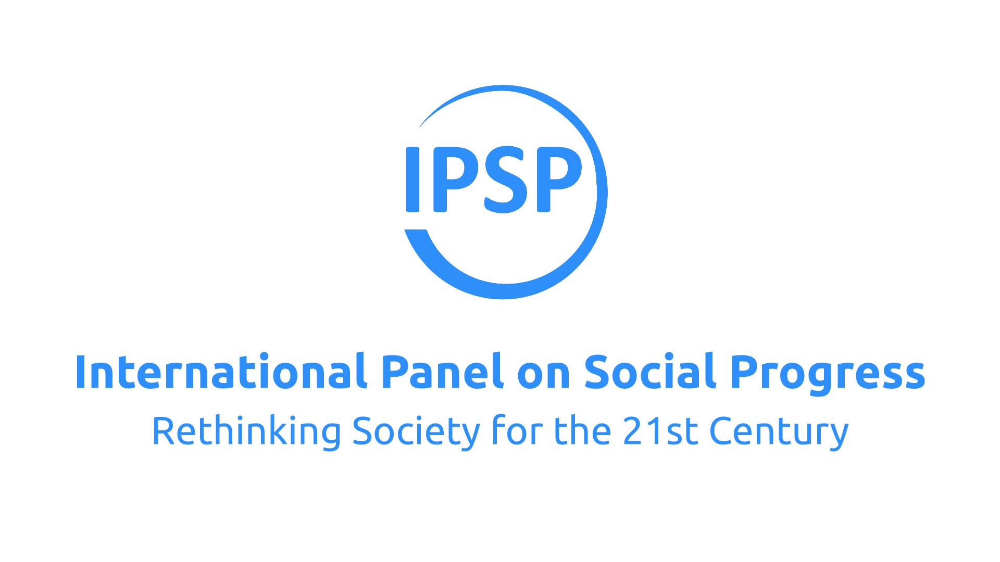 IPSP
International Panel on Social Progress
Rethinking Society for the 21st Century